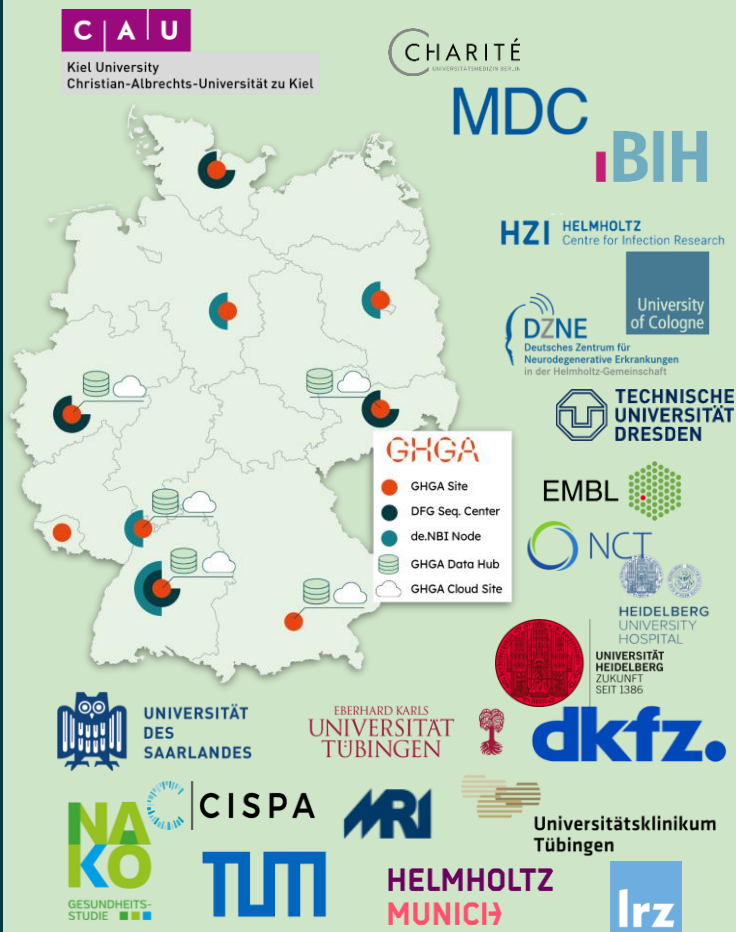 C A U
Kiel University
Christian-Albrechts-Universität zu Kiel
CHARITÉ
UNIVERSITÄTSMEDIZIN BERLIN
MDC
BIH
HZI HELMHOLTZ
Centre for Infection Research
University
of Cologne
DZNE
Deutsches Zentrum für
Neurodegenerative Erkrankungen
in der Helmholtz-Gemeinschaft
TECHNISCHE
UNIVERSITÄT
DRESDEN
GHGA
GHGA Site
DFG Seq. Center
de.NBI Node
GHGA Data Hub
GHGA Cloud Site
EMBL
NCT
HEIDELBERG
UNIVERSITY
HOSPITAL
UNIVERSITÄT
HEIDELBERG
ZUKUNFT
SEIT 1386
UNIVERSITÄT
DES
SAARLANDES
EBERHARD KARLS
UNIVERSITÄT
TÜBINGEN
dkfz.
NAKO
GESUNDHEITS-
STUDIE
CISPA
MRI
Universitätsklinikum
Tübingen
TUM
HELMHOLTZ
MUNICH
lrz